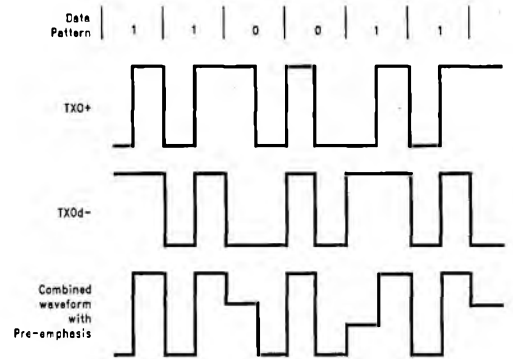 Data
Pattern
1 1 0 0 1 1
TXO+
TXOd-
Combined
waveform
with
Pre-emphasis